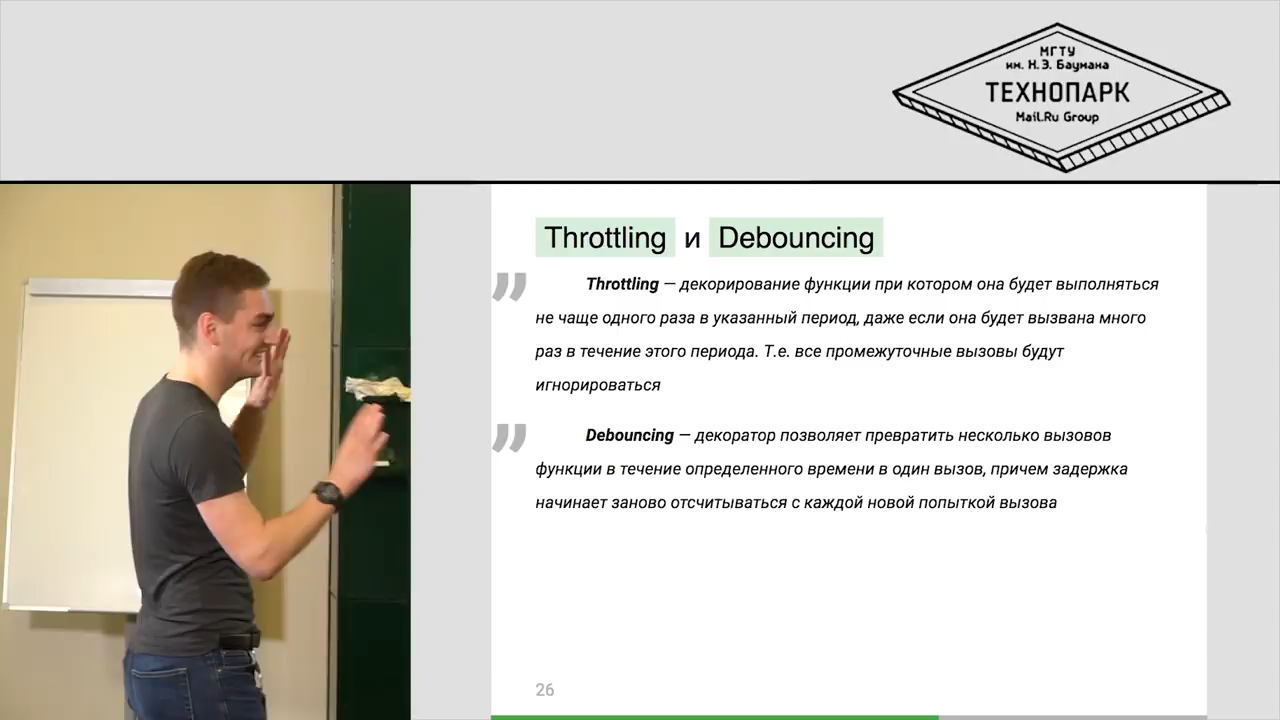 МГТУ
им. Н.Э. Баумана
ТЕХНОПАРК
Mail.Ru Group
Throttling и Debouncing
” Throttling — декорирование функции при котором она будет выполняться
не чаще одного раза в указанный период, даже если она будет вызвана много
раз в течение этого периода. Т.е. все промежуточные вызовы будут
игнорироваться
” Debouncing — декоратор позволяет превратить несколько вызовов
функции в течение определенного времени в один вызов, причем задержка
начинает заново отсчитываться с каждой новой попыткой вызова
26